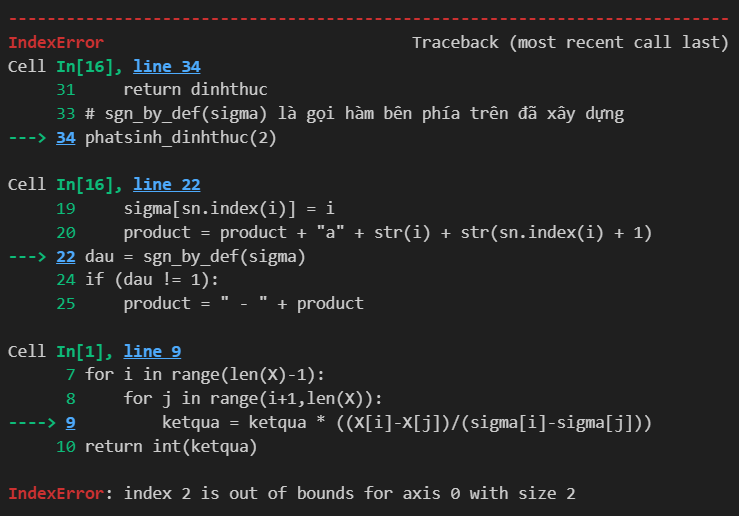 ---------------------------------------------------------------------------
IndexError                                Traceback (most recent call last)
Cell In[16], line 34
     31     return dinhthuc
     33 # sgn_by_def(sigma) là gọi hàm bên phía trên đã xây dựng
---> 34 phatsinh_dinhthuc(2)
Cell In[16], line 22
     19     sigma[sn.index(i)] = i
     20     product = product + "a" + str(i) + str(sn.index(i) + 1)
---> 22 dau = sgn_by_def(sigma)
     24 if (dau != 1):
     25     product = " - " + product
Cell In[1], line 9
      7 for i in range(len(X)-1):
      8     for j in range(i+1,len(X)):
----> 9         ketqua = ketqua * ((X[i]-X[j])/(sigma[i]-sigma[j]))
     10 return int(ketqua)
IndexError: index 2 is out of bounds for axis 0 with size 2